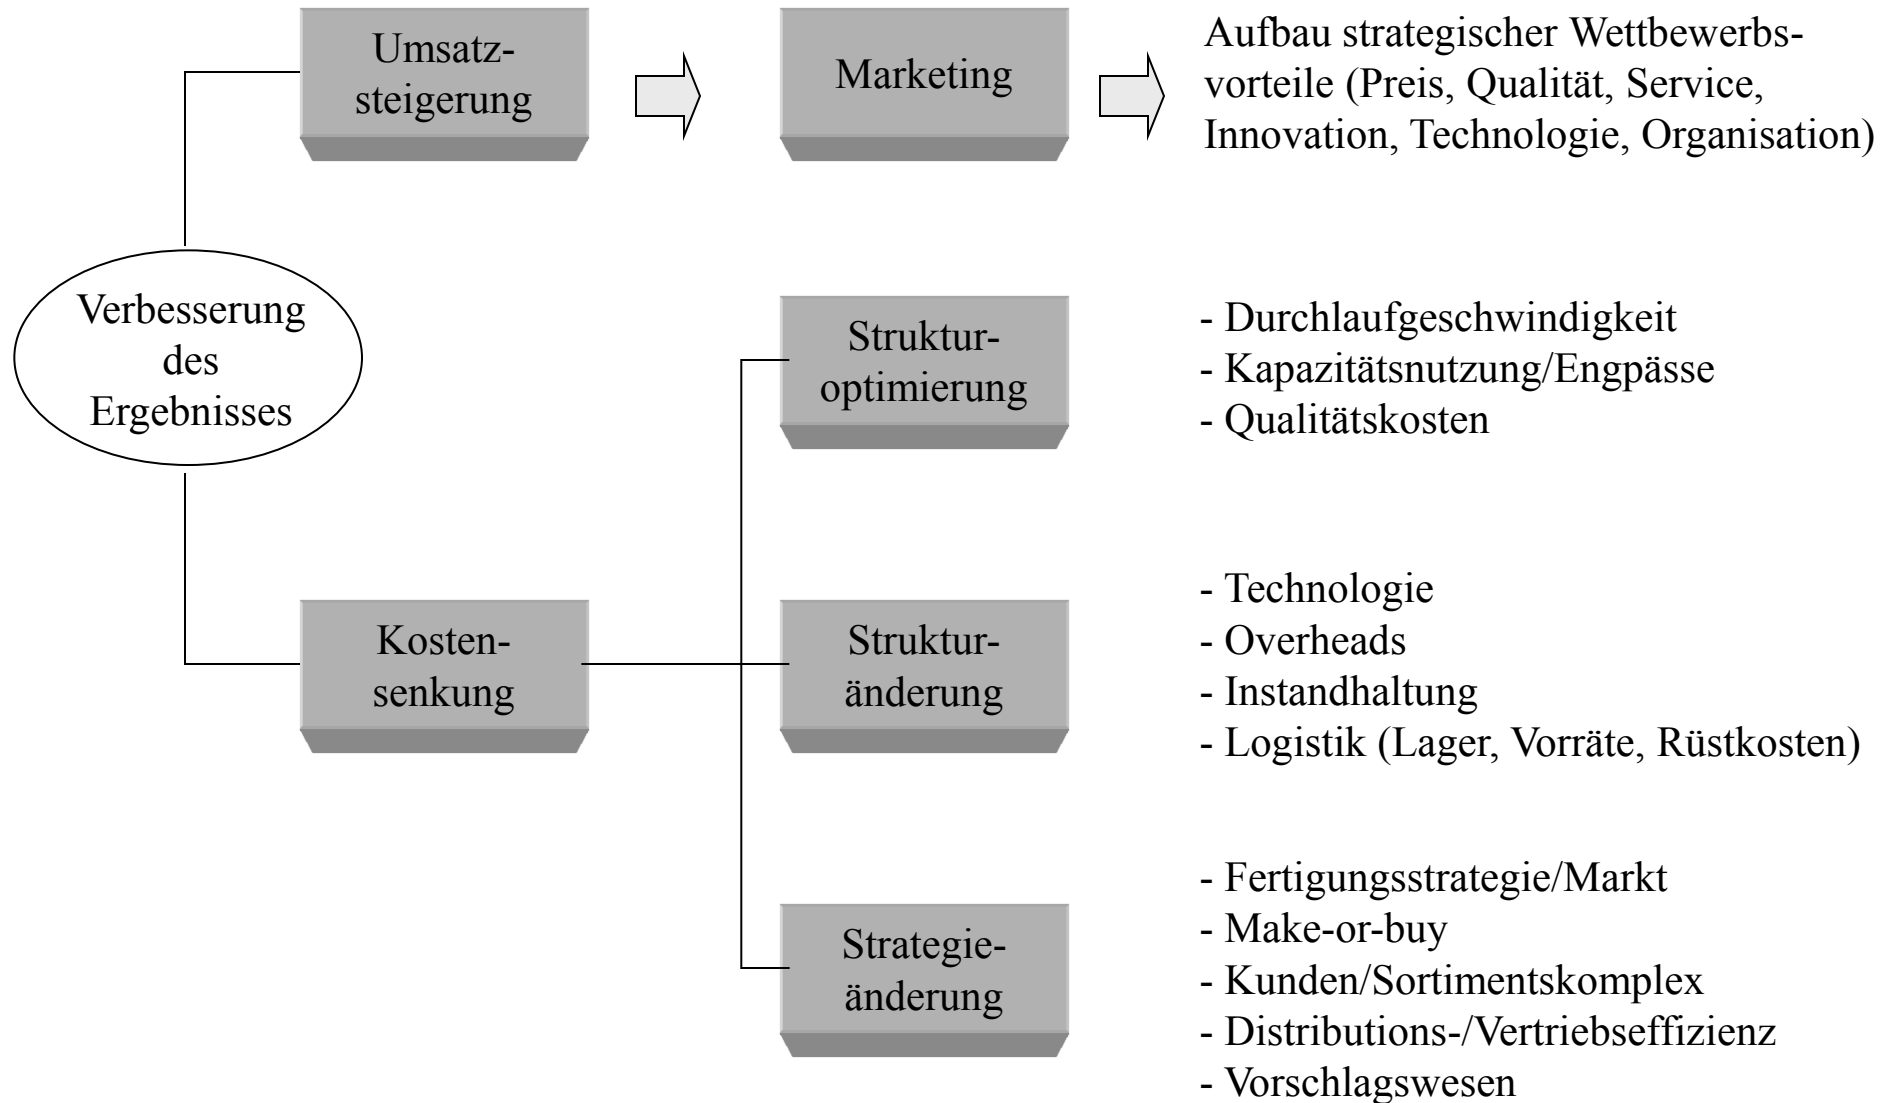 Umsatz-
steigerung
Marketing
Aufbau strategischer Wettbewerbs-
vorteile (Preis, Qualität, Service,
Innovation, Technologie, Organisation)
Verbesserung
des
Ergebnisses
Struktur-
optimierung
- Durchlaufgeschwindigkeit
- Kapazitätsnutzung/Engpässe
- Qualitätskosten
Kosten-
senkung
Struktur-
änderung
- Technologie
- Overheads
- Instandhaltung
- Logistik (Lager, Vorräte, Rüstkosten)
Strategie-
änderung
- Fertigungsstrategie/Markt
- Make-or-buy
- Kunden/Sortimentskomplex
- Distributions-/Vertriebseffizienz
- Vorschlagswesen